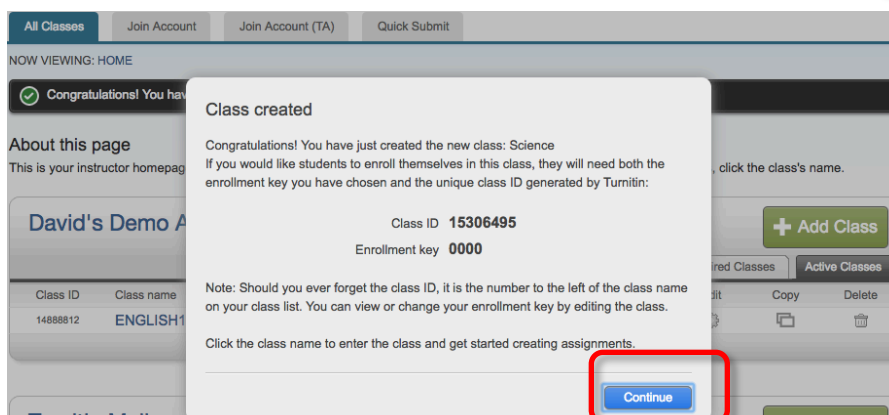 All Classes Join Account Join Account (TA) Quick Submit
NOW VIEWING: HOME
Congratulations! You hav
Class created
Congratulations! You have just created the new class: Science
About this page
If you would like students to enroll themselves in this class, they will need both the
This is your instructor homepag , click the class's name.
enrollment key you have chosen and the unique class ID generated by Turnitin:
David's Demo A
Class ID 15306495
Add Class
Enrollment key 0000
Classes Active Classes
Note: Should you ever forget the class ID, it is the number to the left of the class name
Class ID Class name Copy Delete
on your class list. You can view or change your enrollment key by editing the class.
14888812 ENGLISH1
Click the class name to enter the class and get started creating assignments.
Continue